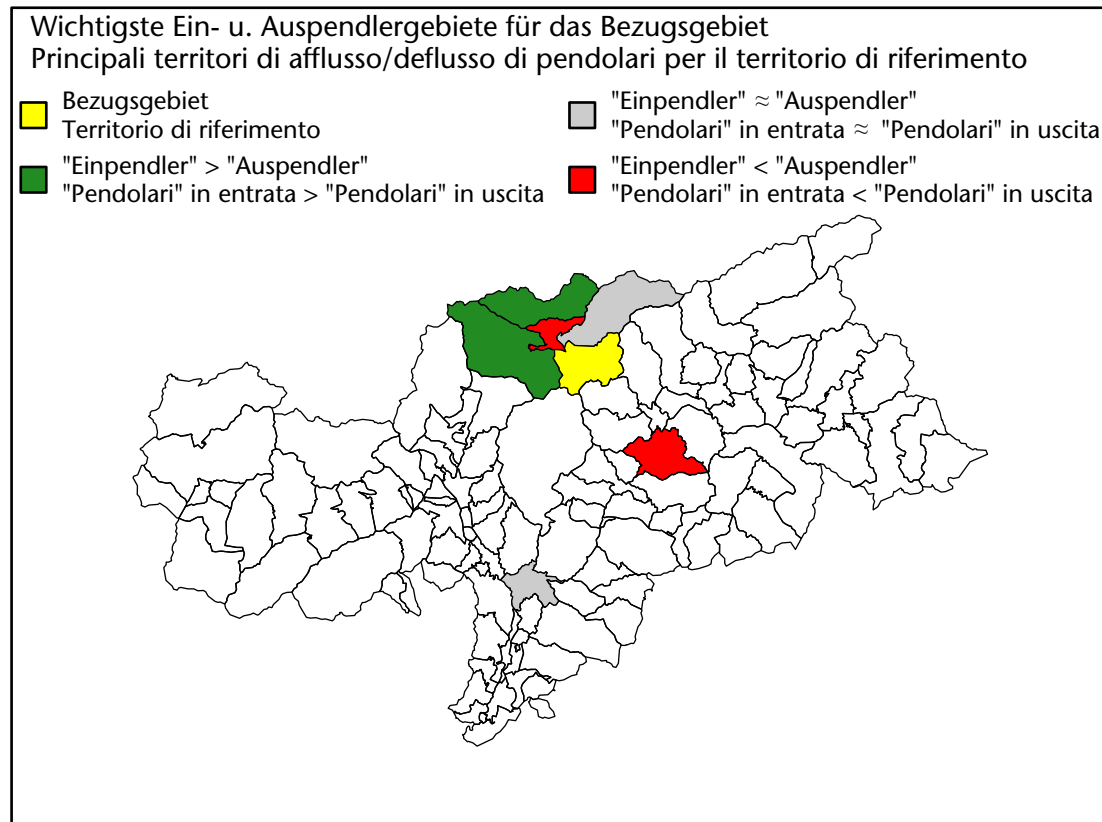 Wichtigste Ein- u. Auspendlergebiete für das Bezugsgebiet
Principali territori di afflusso/deflusso di pendolari per il territorio di riferimento
Bezugsgebiet
Territorio di riferimento
"Einpendler" > "Auspendler"
"Pendolari" in entrata > "Pendolari" in uscita
"Einpendler" ≈ "Auspendler"
"Pendolari" in entrata ≈ "Pendolari" in uscita
"Einpendler" < "Auspendler"
"Pendolari" in entrata < "Pendolari" in uscita